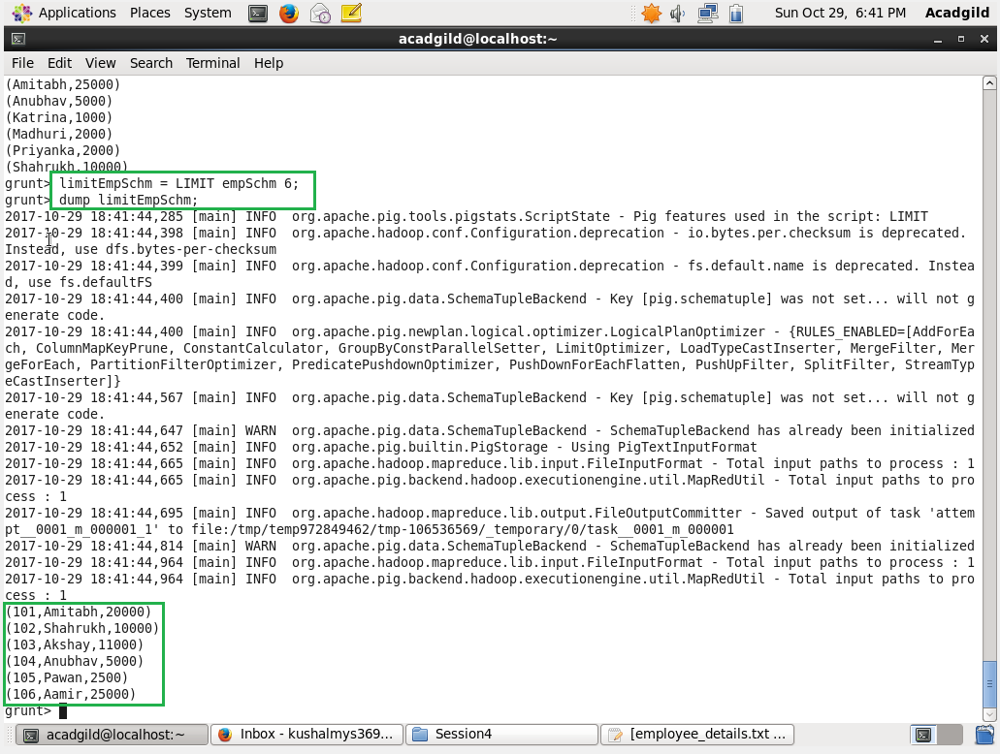 Applications Places System Sun Oct 29, 6:41 PM Acadgild
acadgild@localhost:~
File Edit View Search Terminal Help
(Amitabh,25000)
(Anubhav,5000)
(Katrina,1000)
(Madhuri,2000)
(Priyanka,2000)
(Shahrukh,10000)
grunt> limitEmpSchm = LIMIT empSchm 6;
grunt> dump limitEmpSchm;
2017-10-29 18:41:44,285 [main] INFO  org.apache.pig.tools.pigstats.ScriptState - Pig features used in the script: LIMIT
2017-10-29 18:41:44,398 [main] INFO  org.apache.hadoop.conf.Configuration.deprecation - io.bytes.per.checksum is deprecated.
Instead, use dfs.bytes-per-checksum
2017-10-29 18:41:44,399 [main] INFO  org.apache.hadoop.conf.Configuration.deprecation - fs.default.name is deprecated. Instea
d, use fs.defaultFS
2017-10-29 18:41:44,400 [main] INFO  org.apache.pig.data.SchemaTupleBackend - Key [pig.schematuple] was not set... will not g
enerate code.
2017-10-29 18:41:44,400 [main] INFO  org.apache.pig.newplan.logical.optimizer.LogicalPlanOptimizer - {RULES_ENABLED=[AddForEa
ch, ColumnMapKeyPrune, ConstantCalculator, GroupByConstParallelSetter, LimitOptimizer, LoadTypeCastInserter, MergeFilter, Mer
geForEach, PartitionFilterOptimizer, PredicatePushdownOptimizer, PushDownForEachFlatten, PushUpFilter, SplitFilter, StreamTyp
eCastInserter]}
2017-10-29 18:41:44,567 [main] INFO  org.apache.pig.data.SchemaTupleBackend - Key [pig.schematuple] was not set... will not g
enerate code.
2017-10-29 18:41:44,647 [main] WARN  org.apache.pig.data.SchemaTupleBackend - SchemaTupleBackend has already been initialized
2017-10-29 18:41:44,652 [main] INFO  org.apache.pig.builtin.PigStorage - Using PigTextInputFormat
2017-10-29 18:41:44,665 [main] INFO  org.apache.hadoop.mapreduce.lib.input.FileInputFormat - Total input paths to process : 1
2017-10-29 18:41:44,665 [main] INFO  org.apache.pig.backend.hadoop.executionengine.util.MapRedUtil - Total input paths to pro
cess : 1
2017-10-29 18:41:44,695 [main] INFO  org.apache.hadoop.mapreduce.lib.output.FileOutputCommitter - Saved output of task 'attem
pt__0001_m_000001_1' to file:/tmp/temp972849462/tmp-106536569/_temporary/0/task__0001_m_000001
2017-10-29 18:41:44,814 [main] WARN  org.apache.pig.data.SchemaTupleBackend - SchemaTupleBackend has already been initialized
2017-10-29 18:41:44,964 [main] INFO  org.apache.hadoop.mapreduce.lib.input.FileInputFormat - Total input paths to process : 1
2017-10-29 18:41:44,964 [main] INFO  org.apache.pig.backend.hadoop.executionengine.util.MapRedUtil - Total input paths to pro
cess : 1
(101,Amitabh,20000)
(102,Shahrukh,10000)
(103,Akshay,11000)
(104,Anubhav,5000)
(105,Pawan,2500)
(106,Aamir,25000)
grunt>
acadgild@localhost:~ Inbox - kushalmys369... Session4 [employee_details.txt ...